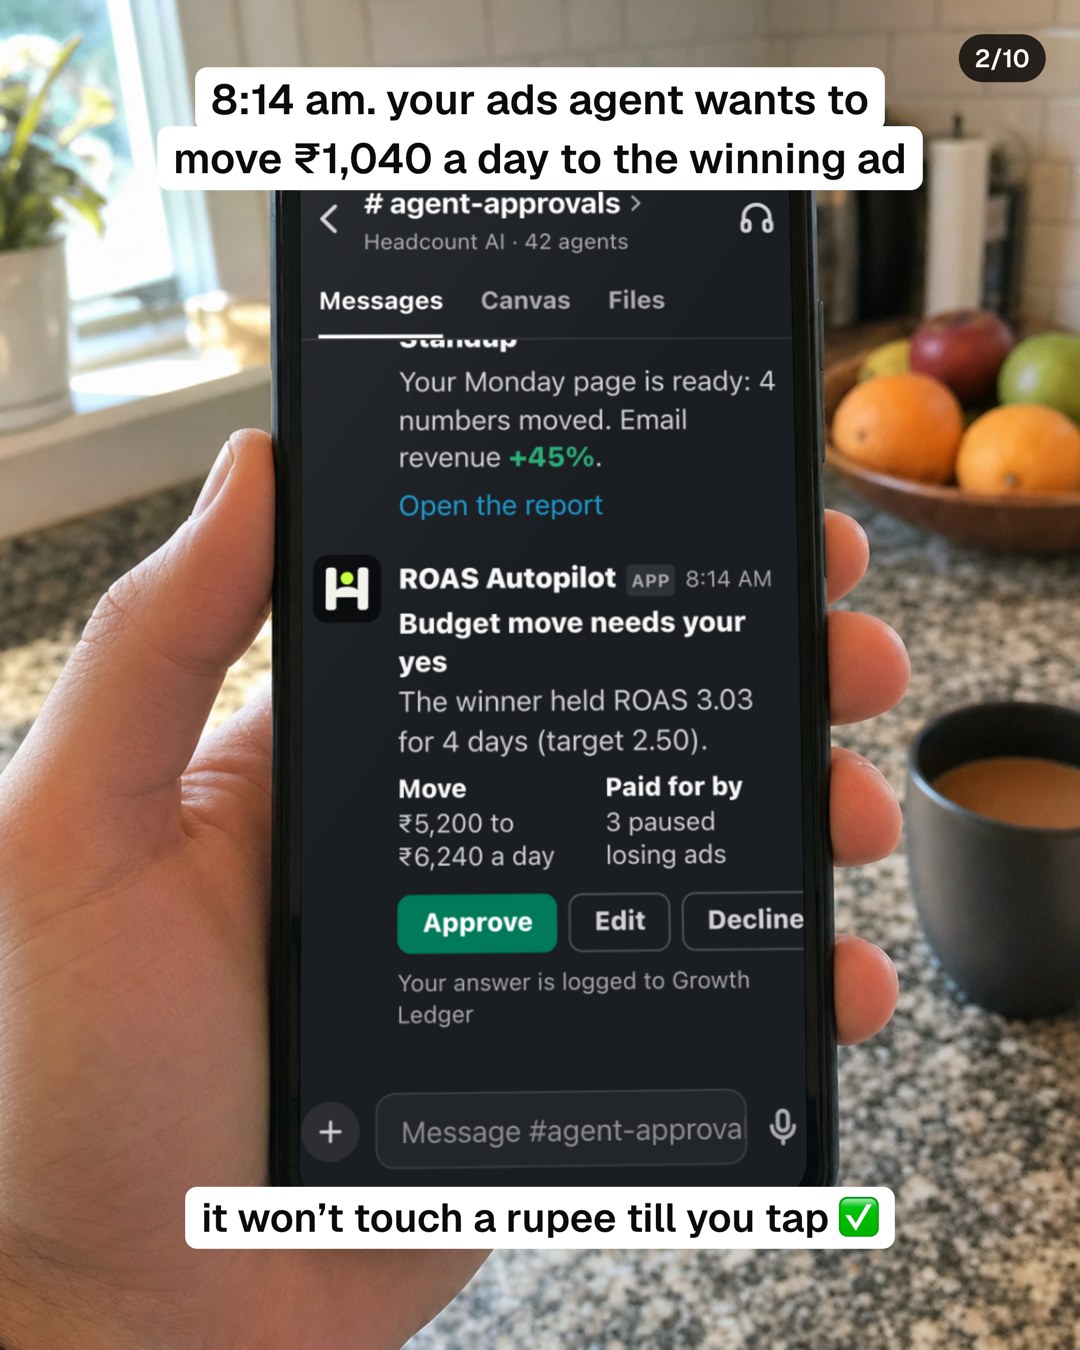 2/10
8:14 am. your ads agent wants to
move ₹1,040 a day to the winning ad
# agent-approvals >
Headcount AI · 42 agents
Messages Canvas Files
Standup
Your Monday page is ready: 4
numbers moved. Email
revenue +45%.
Open the report
ROAS Autopilot APP 8:14 AM
Budget move needs your
yes
The winner held ROAS 3.03
for 4 days (target 2.50).
Move Paid for by
₹5,200 to 3 paused
₹6,240 a day losing ads
Approve Edit Decline
Your answer is logged to Growth
Ledger
Message #agent-approva
it won’t touch a rupee till you tap ✅